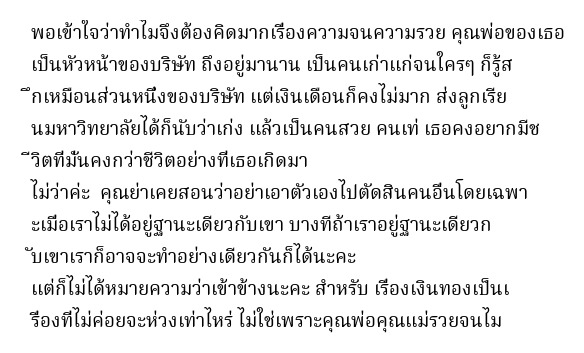 พอเข้าใจว่าทำไมจึงต้องคิดมากเรื่องความจนความรวย คุณพ่อของเธอ
เป็นหัวหน้าของบริษัท ถึงอยู่มานาน เป็นคนเก่าแก่จนใครๆ ก็รู้ส
ึกเหมือนส่วนหนึ่งของบริษัท แต่เงินเดือนก็คงไม่มาก ส่งลูกเรีย
นมหาวิทยาลัยได้ก็นับว่าเก่ง แล้วเป็นคนสวย คนเท่ เธอคงอยากมีช
ีวิตที่มั่นคงกว่าชีวิตอย่างที่เธอเกิดมา
ไม่ว่าค่ะ  คุณย่าเคยสอนว่าอย่าเอาตัวเองไปตัดสินคนอื่นโดยเฉพา
ะเมื่อเราไม่ได้อยู่ฐานะเดียวกับเขา บางทีถ้าเราอยู่ฐานะเดียวก
ับเขาเราก็อาจจะทำอย่างเดียวกันก็ได้นะคะ
แต่ก็ไม่ได้หมายความว่าเข้าข้างนะคะ สำหรับ เรื่องเงินทองเป็นเ
รื่องที่ไม่ค่อยจะห่วงเท่าไหร่ ไม่ใช่เพราะคุณพ่อคุณแม่รวยจนไม